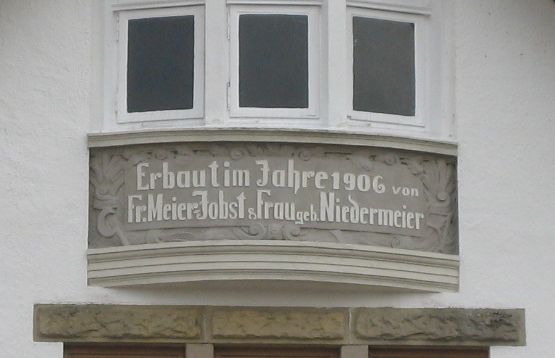 Erbaut im Jahre 1906 von
Fr. Meier-Jobst & Frau geb. Niedermeier